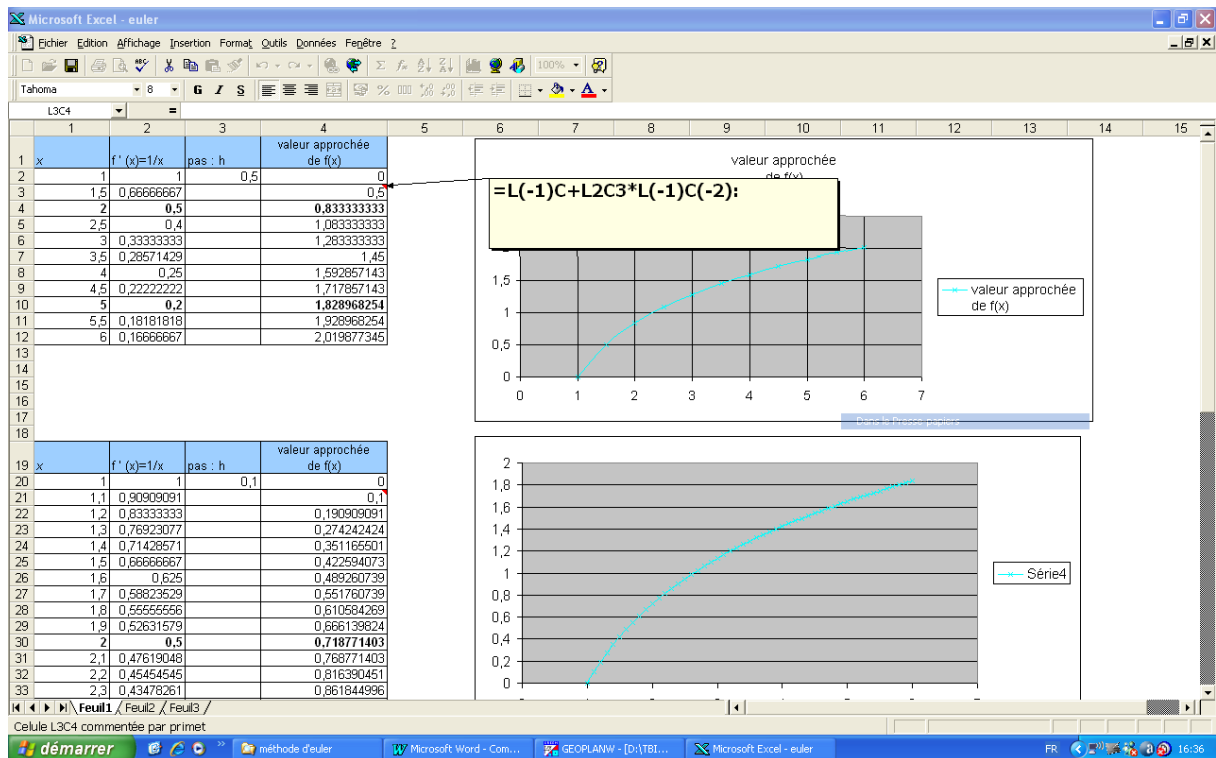 Microsoft Excel - euler
Fichier Edition Affichage Insertion Format Outils Données Fenêtre ?
100%
Tahoma 8 G I S
L3C4 =
1 2 3 4 5 6 7 8 9 10 11 12 13 14 15
1 x f ' (x)=1/x pas : h valeur approchée de f(x)
2 1 1 0,5 0
3 1,5 0,66666667 0,5
4 2 0,5 0,833333333
5 2,5 0,4 1,083333333
6 3 0,33333333 1,283333333
7 3,5 0,28571429 1,45
8 4 0,25 1,592857143
9 4,5 0,22222222 1,717857143
10 5 0,2 1,828968254
11 5,5 0,18181818 1,928968254
12 6 0,16666667 2,019877345
13
14
15
16
17
18
valeur approchée
de f(x)
=L(-1)C+L2C3*L(-1)C(-2):
1,5
1
0,5
0
0 1 2 3 4 5 6 7
valeur approchée
de f(x)
Dans le Presse-papiers
19 x f ' (x)=1/x pas : h valeur approchée de f(x)
20 1 1 0,1 0
21 1,1 0,90909091 0,1
22 1,2 0,83333333 0,190909091
23 1,3 0,76923077 0,274242424
24 1,4 0,71428571 0,351165501
25 1,5 0,66666667 0,422594073
26 1,6 0,625 0,489260739
27 1,7 0,58823529 0,551760739
28 1,8 0,55555556 0,610584269
29 1,9 0,52631579 0,666139824
30 2 0,5 0,718771403
31 2,1 0,47619048 0,768771403
32 2,2 0,45454545 0,816390451
33 2,3 0,43478261 0,861844996
2
1,8
1,6
1,4
1,2
1
0,8
0,6
0,4
0,2
0
Série4
Feuil1 Feuil2 Feuil3
Celule L3C4 commentée par primet
démarrer méthode d'euler Microsoft Word - Com... GEOPLANW - [D:\TBI... Microsoft Excel - euler FR 16:36